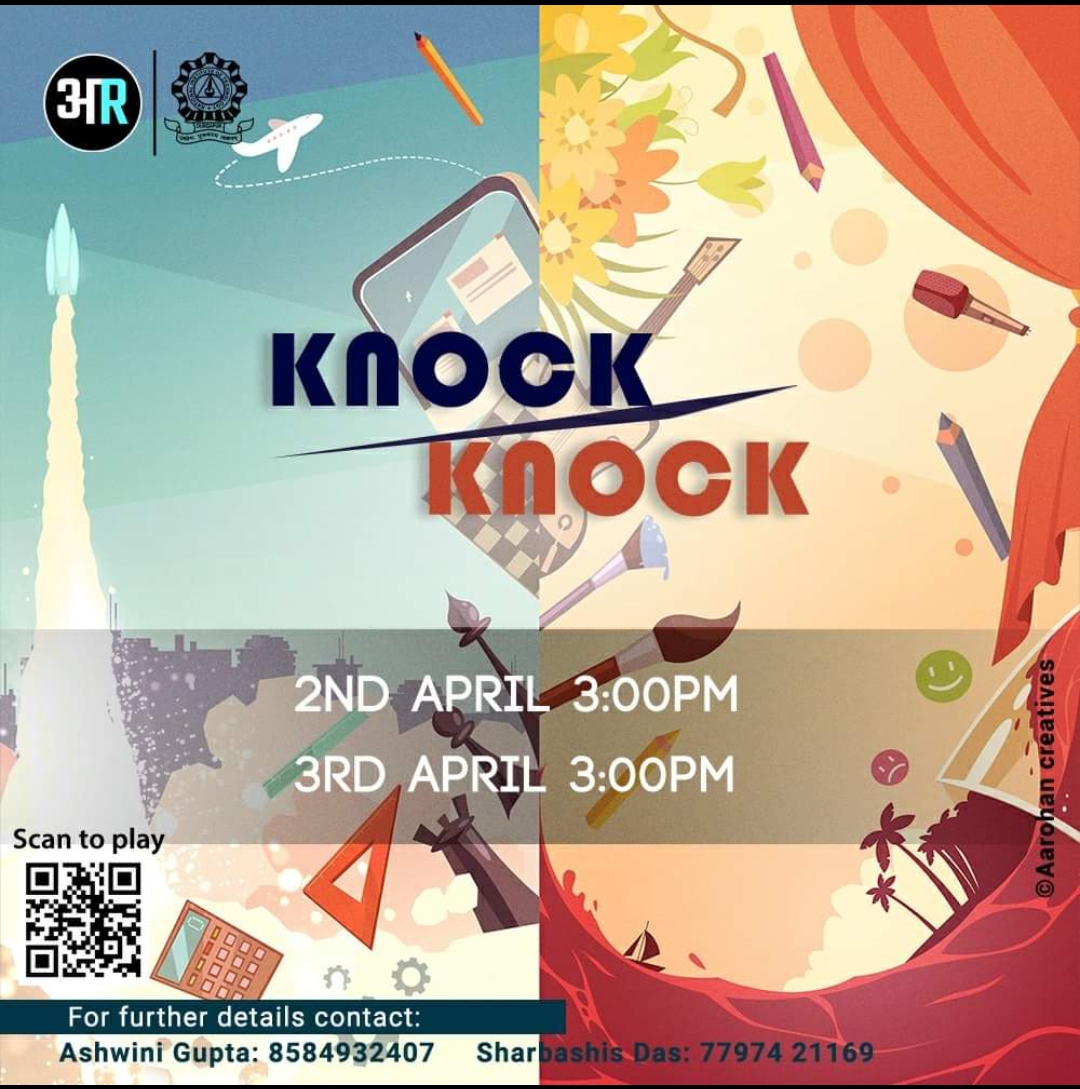 अाR
KNOCK
KNOCK
2ND APRIL 3:00PM
3RD APRIL 3:00PM
©Aarohan creatives
Scan to play
For further details contact:
Ashwini Gupta: 8584932407 Sharbashis Das: 77974 21169